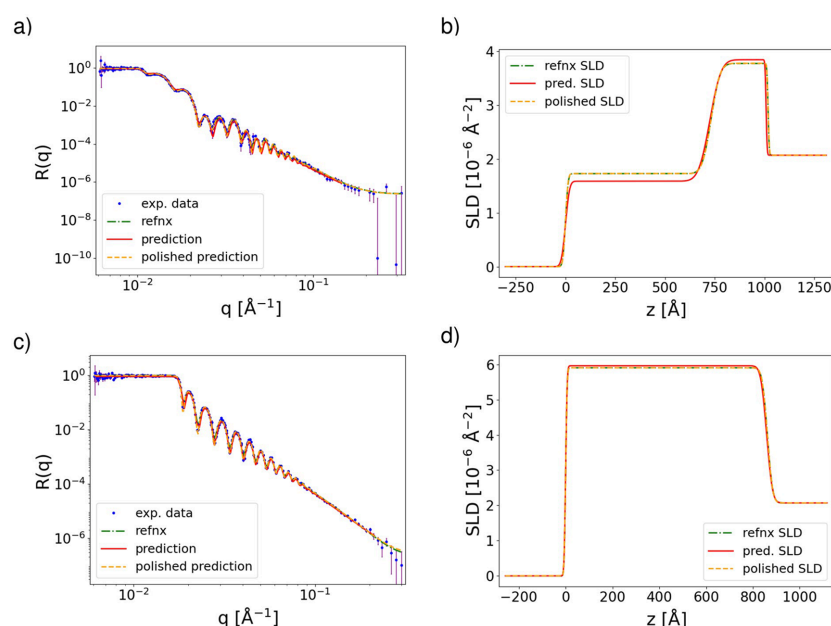 a)
R(q)
10⁰
10⁻²
10⁻⁴
10⁻⁶
10⁻⁸
10⁻¹⁰
exp. data
refnx
prediction
polished prediction
10⁻² 10⁻¹
q [Å⁻¹]
b)
SLD [10⁻⁶ Å⁻²]
4
3
2
1
0
refnx SLD
pred. SLD
polished SLD
−250 0 250 500 750 1000 1250
z [Å]
c)
R(q)
10⁰
10⁻²
10⁻⁴
10⁻⁶
exp. data
refnx
prediction
polished prediction
10⁻² 10⁻¹
q [Å⁻¹]
d)
SLD [10⁻⁶ Å⁻²]
6
5
4
3
2
1
0
refnx SLD
pred. SLD
polished SLD
−200 0 200 400 600 800 1000
z [Å]